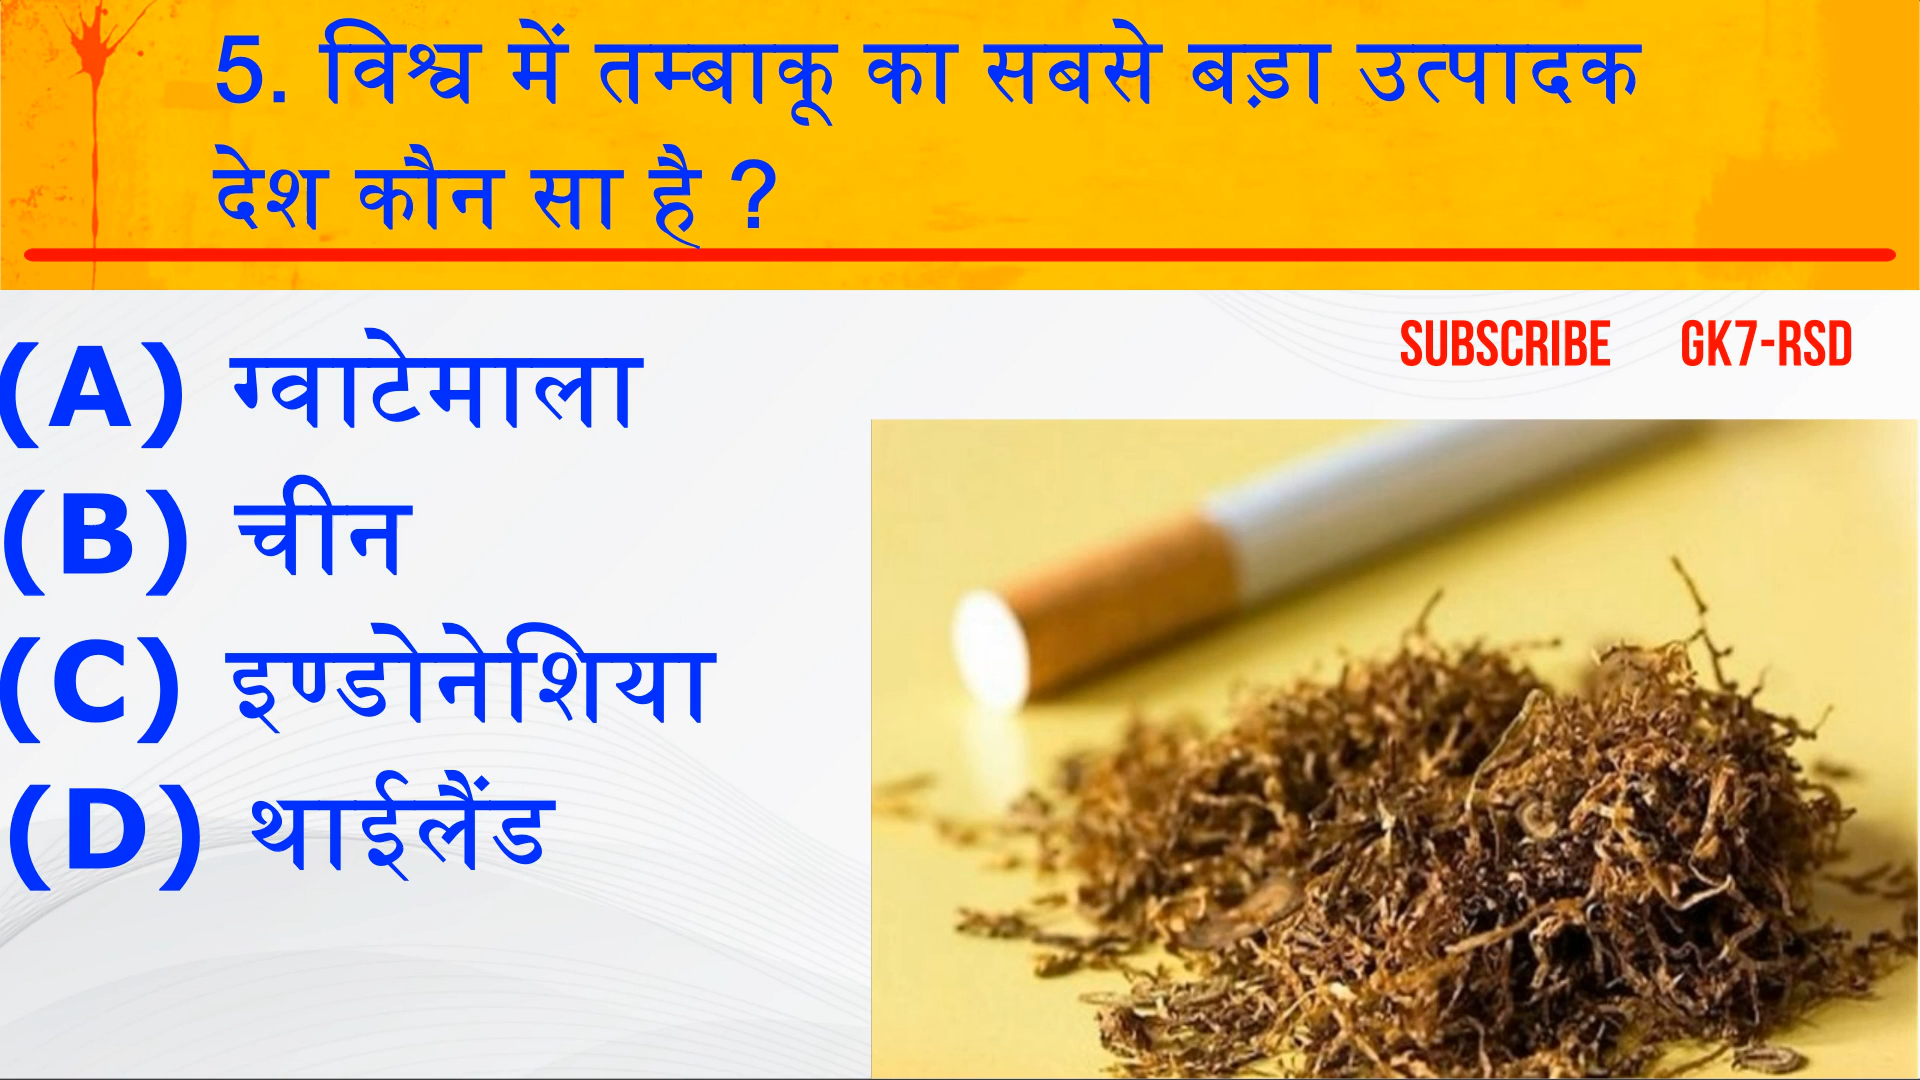 5. विश्व में तम्बाकू का सबसे बड़ा उत्पादक
देश कौन सा है ?
SUBSCRIBE GK7-RSD
(A) ग्वाटेमाला
(B) चीन
(C) इण्डोनेशिया
(D) थाईलैंड